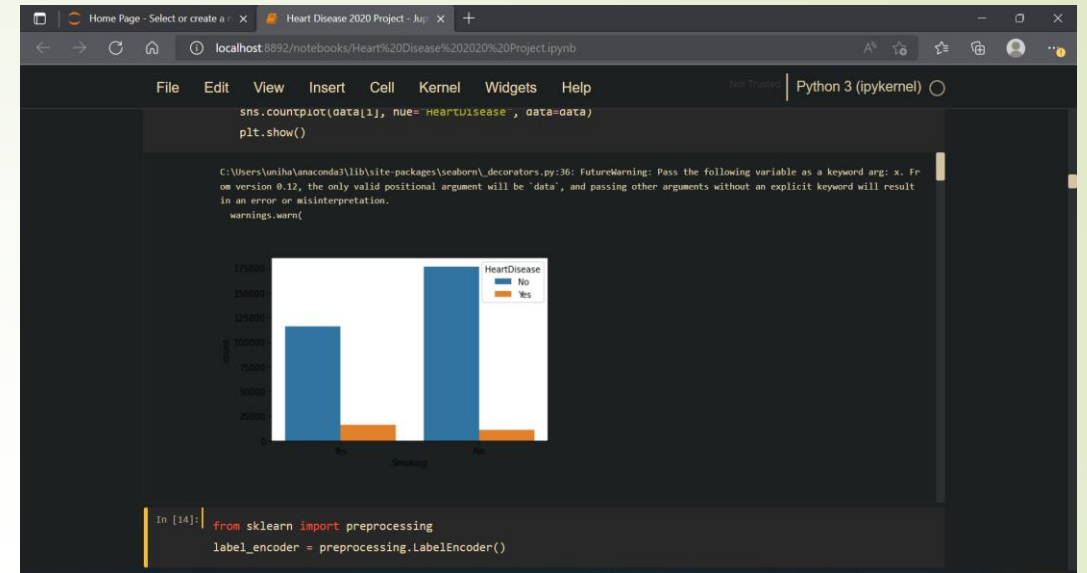 Home Page - Select or create a n
Heart Disease 2020 Project - Jup
localhost:8892/notebooks/Heart%20Disease%202020%20Project.ipynb
File Edit View Insert Cell Kernel Widgets Help Not Trusted Python 3 (ipykernel)
sns.countplot(data[i], hue="HeartDisease", data=data)
plt.show()
C:\Users\uniha\anaconda3\lib\site-packages\seaborn\_decorators.py:36: FutureWarning: Pass the following variable as a keyword arg: x. Fr
om version 0.12, the only valid positional argument will be `data`, and passing other arguments without an explicit keyword will result
in an error or misinterpretation.
warnings.warn(
175000
150000
125000
100000
75000
50000
25000
0
count
HeartDisease
No
Yes
Yes No
Smoking
In [14]:
from sklearn import preprocessing
label_encoder = preprocessing.LabelEncoder()